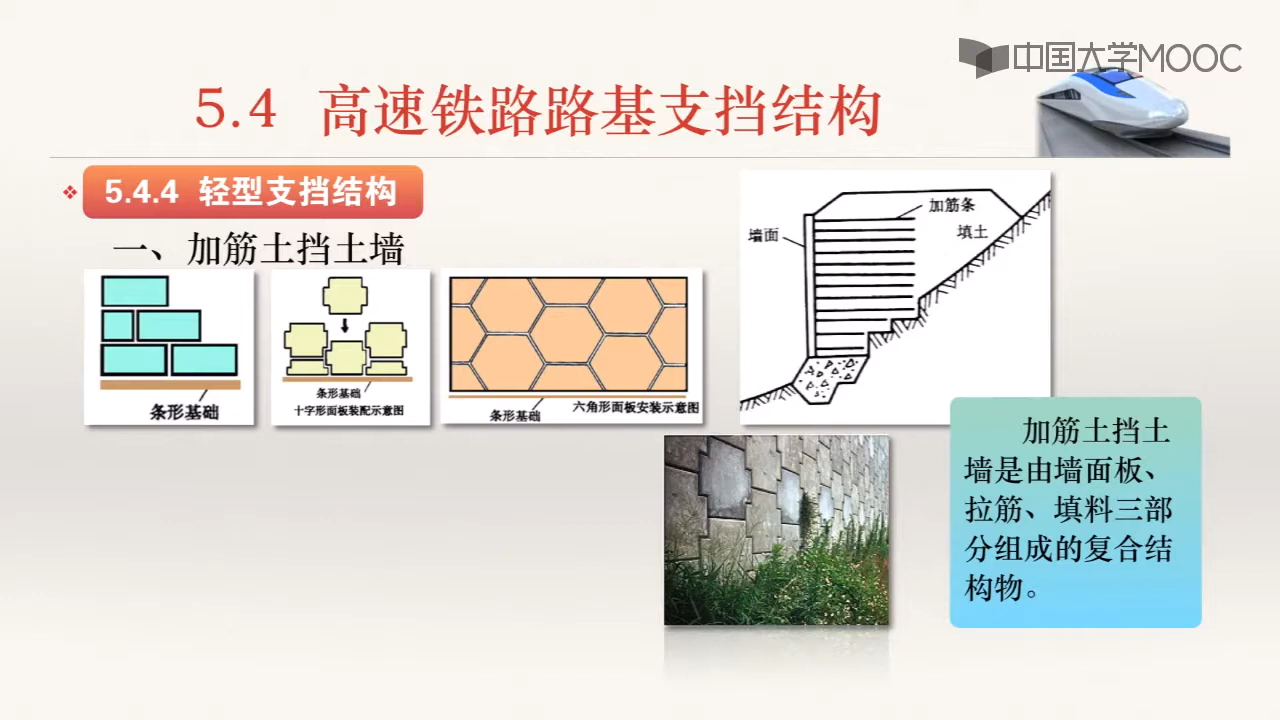 中国大学MOOC
5.4 高速铁路路基支挡结构
5.4.4 轻型支挡结构
一、加筋土挡土墙
条形基础
条形基础
十字形面板装配示意图
条形基础
六角形面板安装示意图
加筋条
墙面
填土
加筋土挡土
墙是由墙面板、
拉筋、填料三部
分组成的复合结
构物。